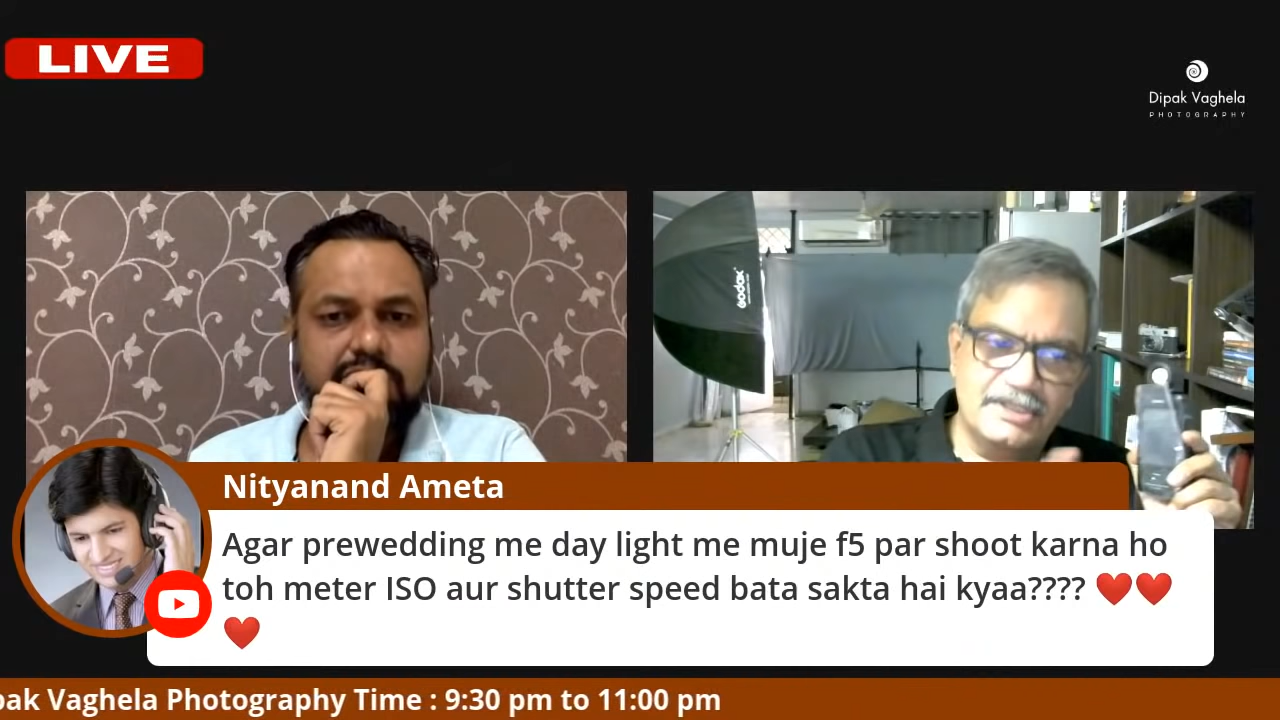 LIVE
Dipak Vaghela
PHOTOGRAPHY
Godox
Nityanand Ameta
Agar prewedding me day light me muje f5 par shoot karna ho
toh meter ISO aur shutter speed bata sakta hai kyaa???? ❤️❤️
❤️
pak Vaghela Photography Time : 9:30 pm to 11:00 pm